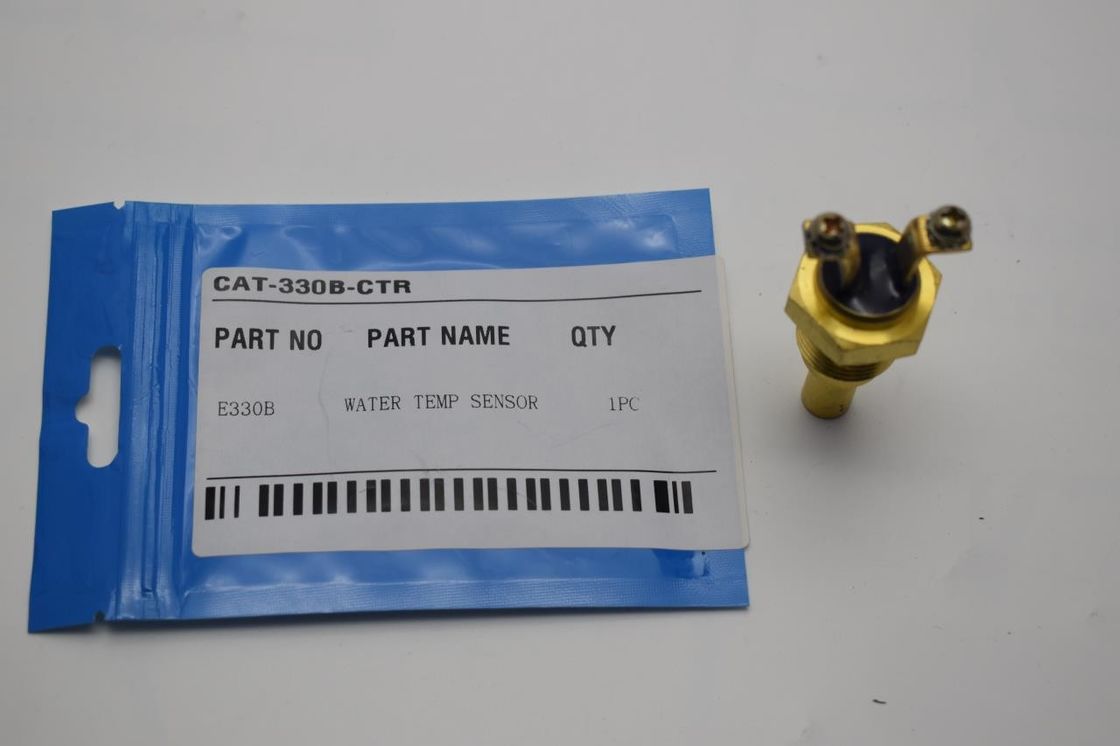 CAT-330B-CTR
PART NO PART NAME QTY
E330B WATER TEMP SENSOR 1PC